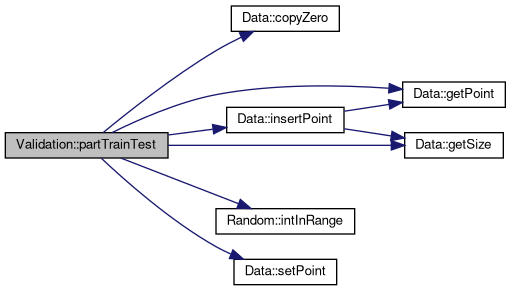 Data::copyZero
Data::getPoint
Data::insertPoint
Validation::partTrainTest
Data::getSize
Random::intInRange
Data::setPoint